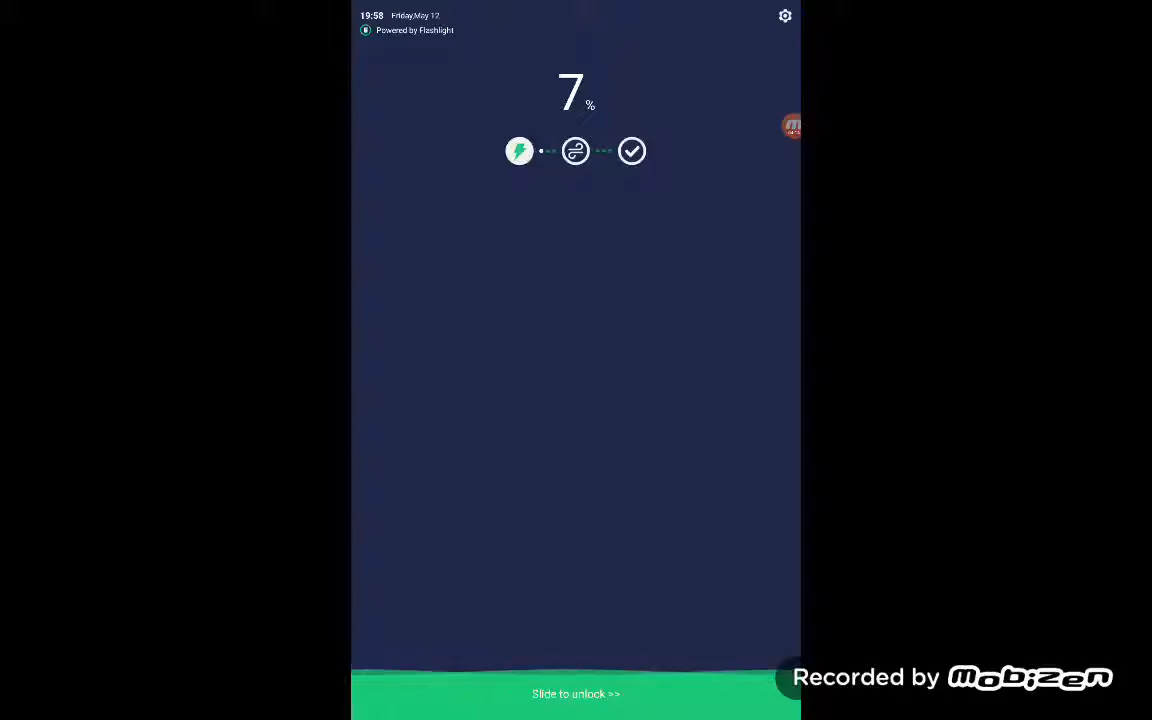 19:58 Friday,May 12
Powered by Flashlight
7%
Slide to unlock >>
Recorded by mobizen